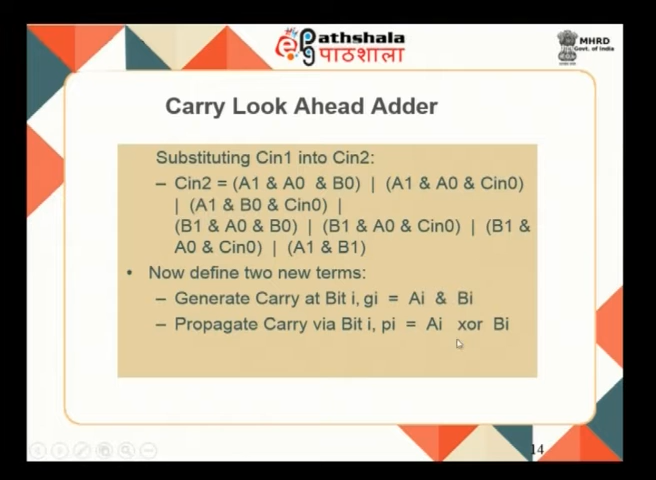 Pathshala
पाठशाला
MHRD
Govt. of India
Carry Look Ahead Adder
Substituting Cin1 into Cin2:
– Cin2 = (A1 & A0 & B0) | (A1 & A0 & Cin0)
| (A1 & B0 & Cin0) |
(B1 & A0 & B0) | (B1 & A0 & Cin0) | (B1 &
A0 & Cin0) | (A1 & B1)
• Now define two new terms:
– Generate Carry at Bit i, gi = Ai & Bi
– Propagate Carry via Bit i, pi = Ai xor Bi
14